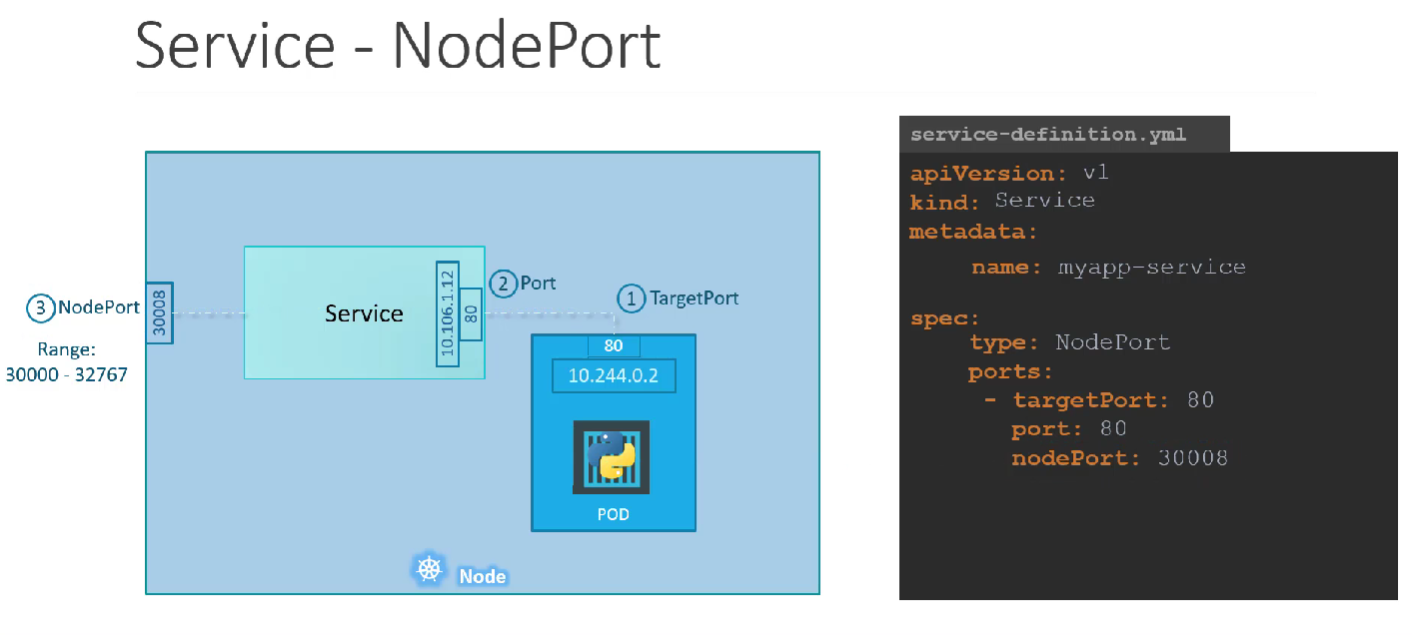 Service - NodePort
3 NodePort
Range:
30000 - 32767
30008
Service
10.106.1.12
80
2 Port
1 TargetPort
80
10.244.0.2
POD
Node
service-definition.yml
apiVersion: v1
kind: Service
metadata:
name: myapp-service
spec:
type: NodePort
ports:
- targetPort: 80
port: 80
nodePort: 30008